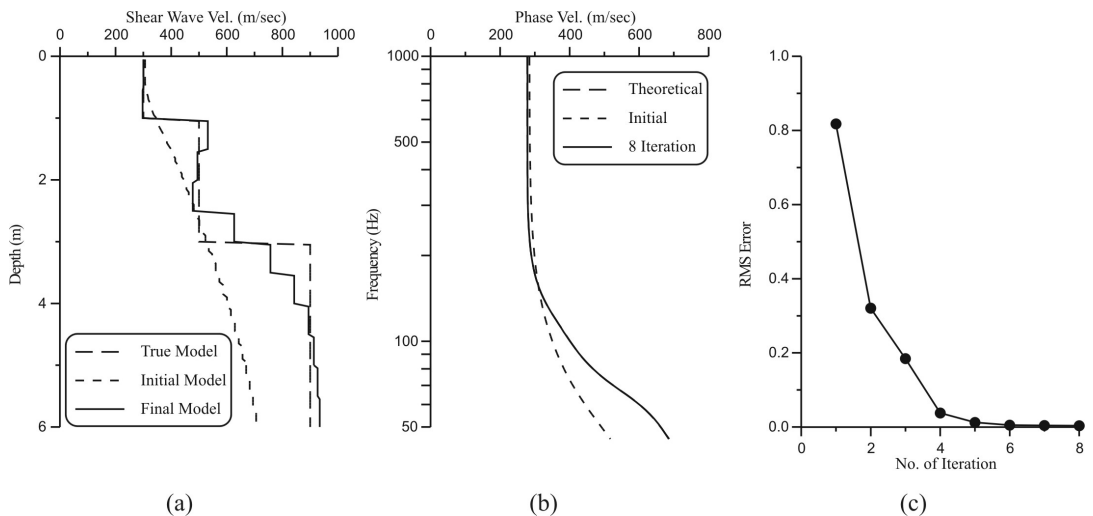 Shear Wave Vel. (m/sec)
0 200 400 600 800 1000
0
2
4
6
Depth (m)
True Model
Initial Model
Final Model
(a)
Phase Vel. (m/sec)
0 200 400 600 800
1000
500
100
50
Frequency (Hz)
Theoretical
Initial
8 Iteration
(b)
1.0
0.8
0.6
0.4
0.2
0.0
RMS Error
0 2 4 6 8
No. of Iteration
(c)